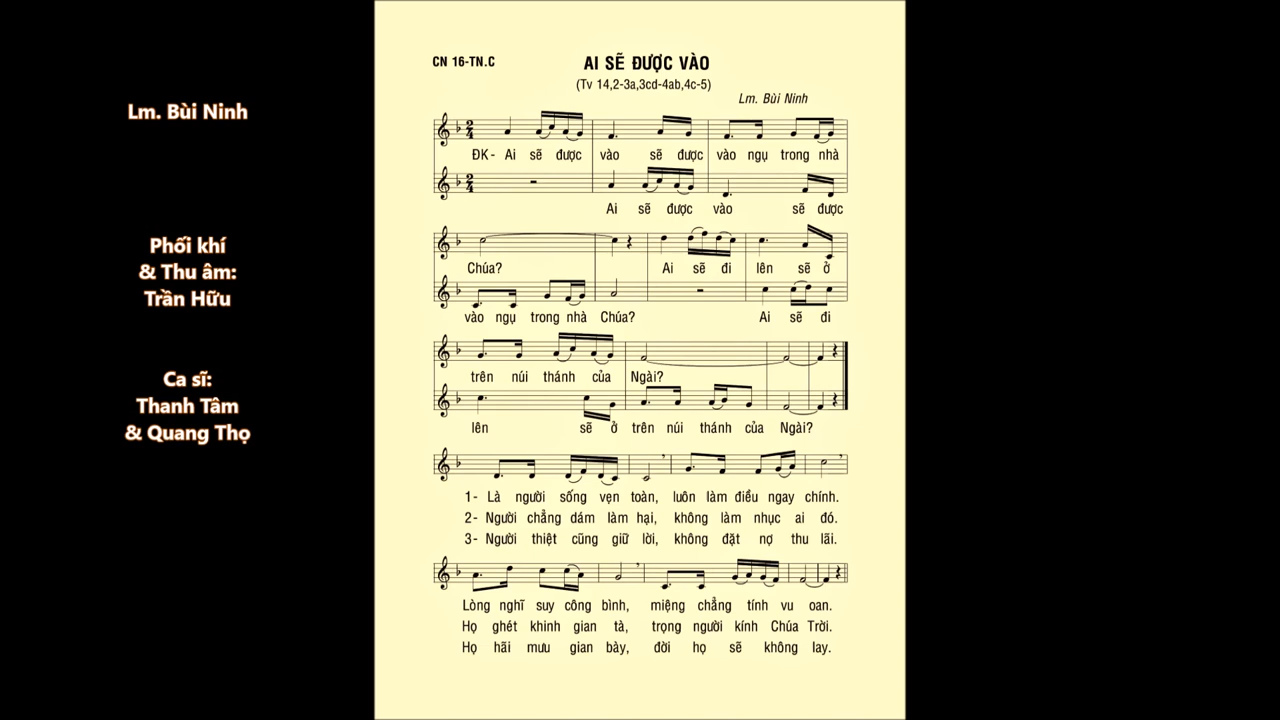 Lm. Bùi Ninh
Phối khí
& Thu âm:
Trần Hữu
Ca sĩ:
Thanh Tâm
& Quang Thọ
CN 16-TN.C
AI SẼ ĐƯỢC VÀO
(Tv 14,2-3a,3cd-4ab,4c-5)
Lm. Bùi Ninh
ĐK- Ai sẽ được vào sẽ được vào ngụ trong nhà
Ai sẽ được vào sẽ được
Chúa? Ai sẽ đi lên sẽ ở
vào ngụ trong nhà Chúa? Ai sẽ đi
trên núi thánh của Ngài?
lên sẽ ở trên núi thánh của Ngài?
1- Là người sống vẹn toàn, luôn làm điều ngay chính.
2- Người chẳng dám làm hại, không làm nhục ai đó.
3- Người thiệt cũng giữ lời, không đặt nợ thu lãi.
Lòng nghĩ suy công bình, miệng chẳng tính vu oan.
Họ ghét khinh gian tà, trọng người kính Chúa Trời.
Họ hãi mưu gian bày, đời họ sẽ không lay.